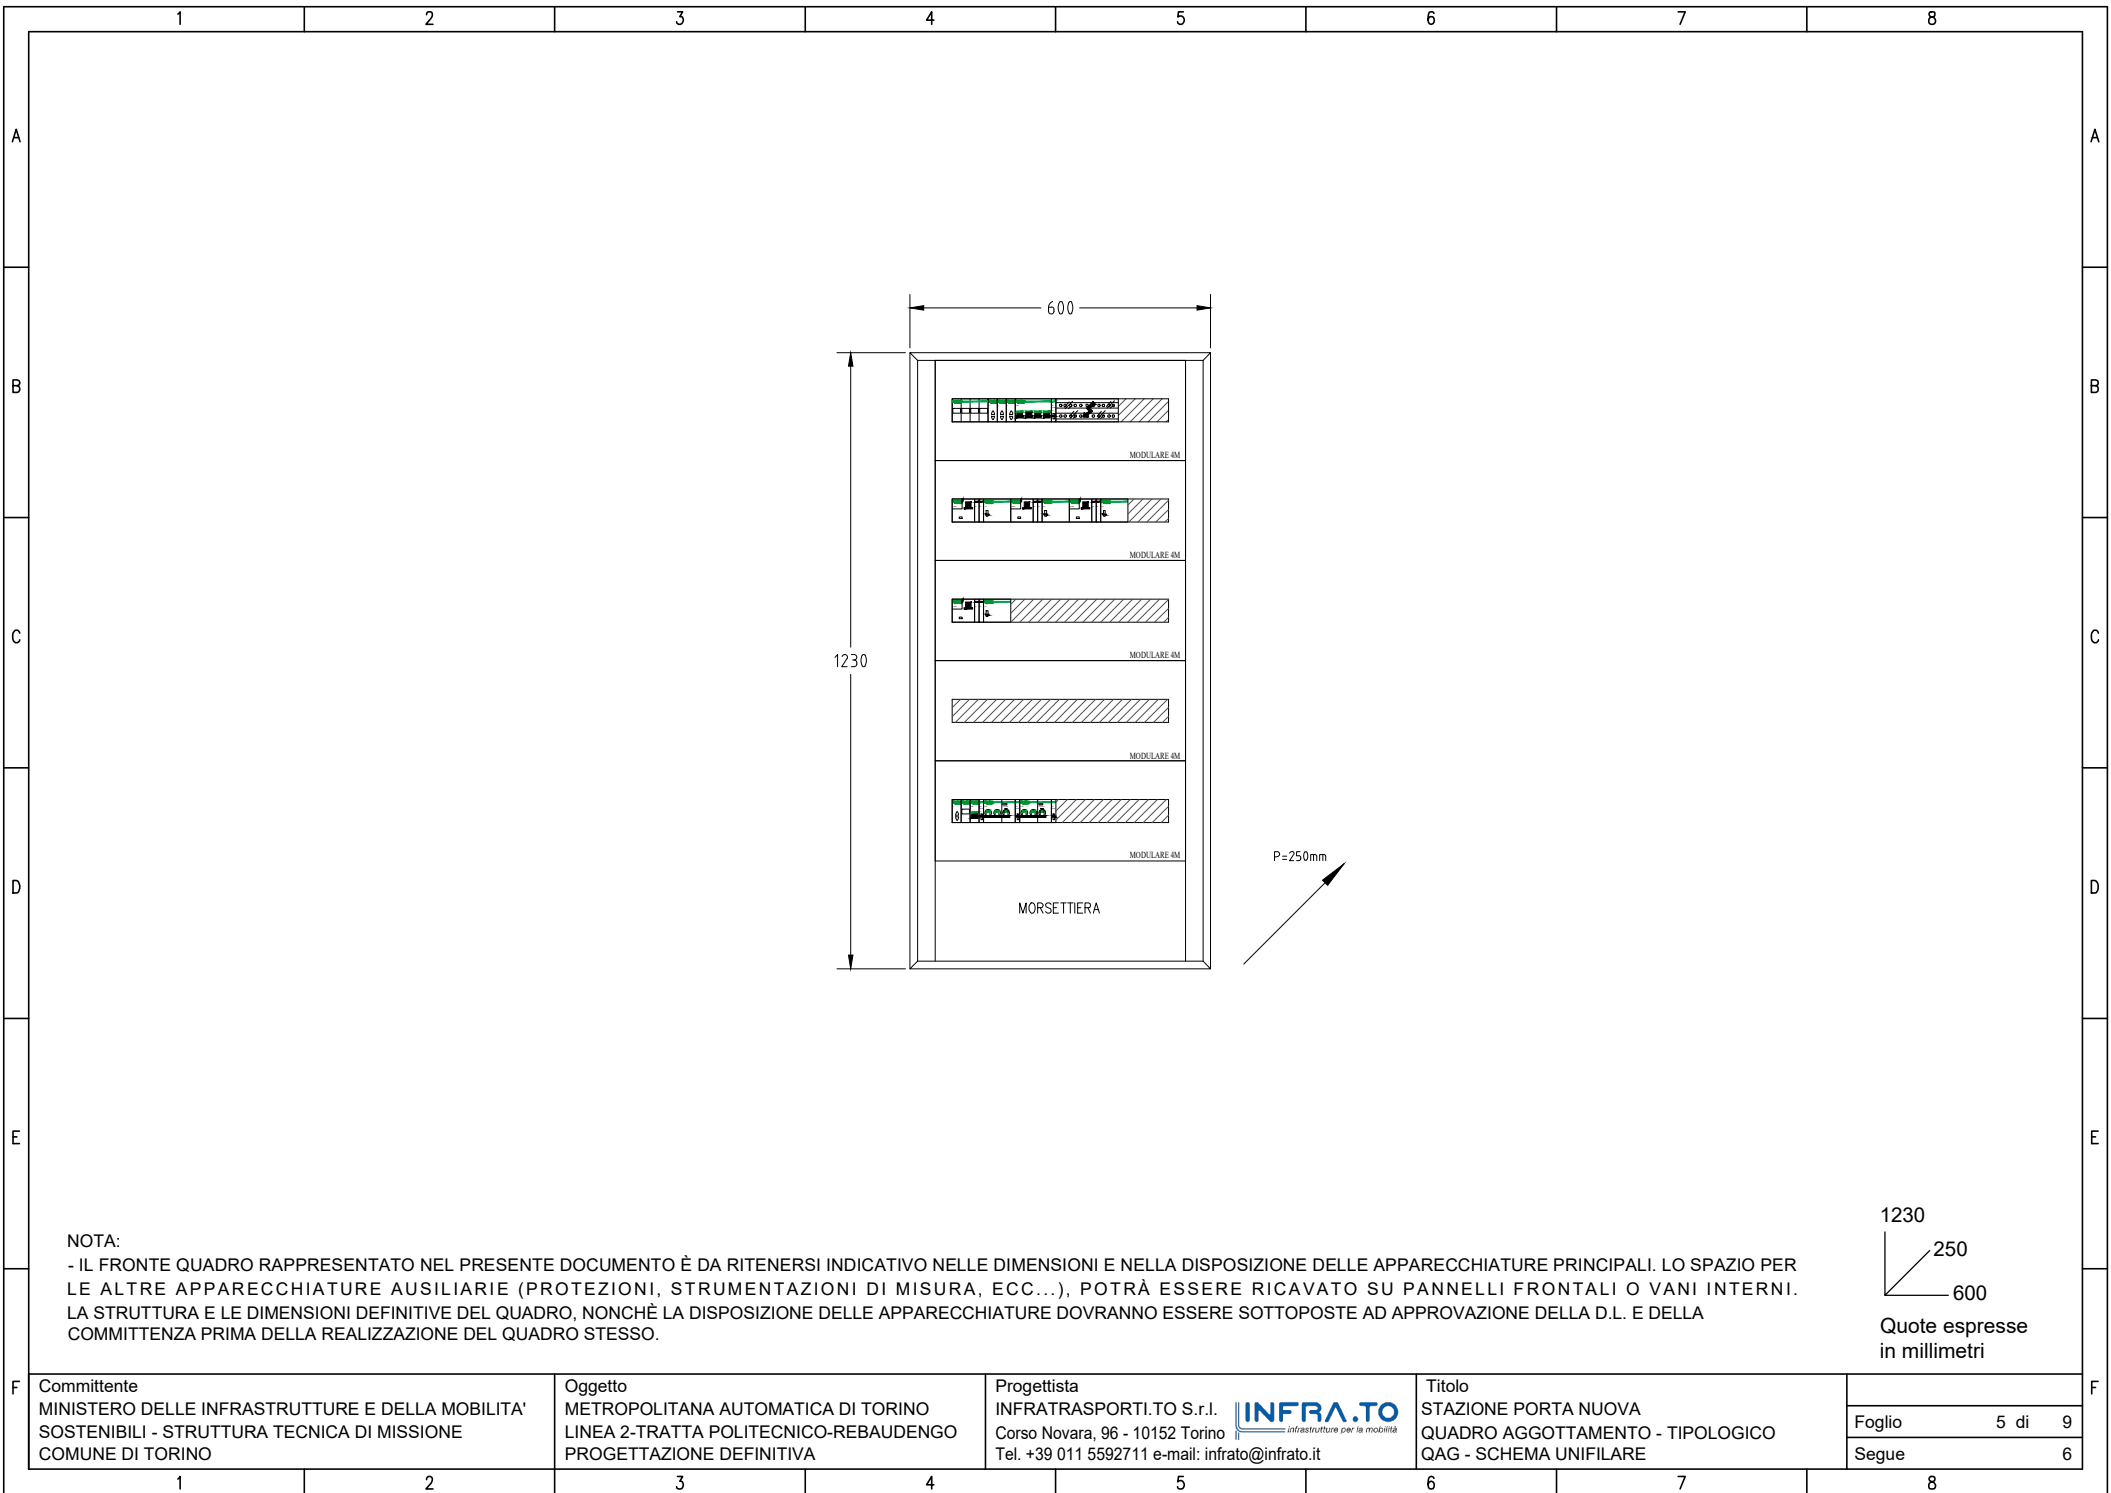 1 2 3 4 5 6 7 8
A A
600
B B
MODULARE 4M
MODULARE 4M
C C
1230
MODULARE 4M
MODULARE 4M
P=250mm
MODULARE 4M
D D
MORSETTIERA
E E
1230
250
600
Quote espresse
in millimetri
NOTA:
- IL FRONTE QUADRO RAPPRESENTATO NEL PRESENTE DOCUMENTO È DA RITENERSI INDICATIVO NELLE DIMENSIONI E NELLA DISPOSIZIONE DELLE APPARECCHIATURE PRINCIPALI. LO SPAZIO PER
LE ALTRE APPARECCHIATURE AUSILIARIE (PROTEZIONI, STRUMENTAZIONI DI MISURA, ECC...), POTRÀ ESSERE RICAVATO SU PANNELLI FRONTALI O VANI INTERNI.
LA STRUTTURA E LE DIMENSIONI DEFINITIVE DEL QUADRO, NONCHÈ LA DISPOSIZIONE DELLE APPARECCHIATURE DOVRANNO ESSERE SOTTOPOSTE AD APPROVAZIONE DELLA D.L. E DELLA
COMMITTENZA PRIMA DELLA REALIZZAZIONE DEL QUADRO STESSO.
F F
Committente
MINISTERO DELLE INFRASTRUTTURE E DELLA MOBILITA'
SOSTENIBILI - STRUTTURA TECNICA DI MISSIONE
COMUNE DI TORINO
Oggetto
METROPOLITANA AUTOMATICA DI TORINO
LINEA 2-TRATTA POLITECNICO-REBAUDENGO
PROGETTAZIONE DEFINITIVA
Progettista
INFRATRASPORTI.TO S.r.l.
Corso Novara, 96 - 10152 Torino
Tel. +39 011 5592711 e-mail: infrato@infrato.it
INFRA.TO
infrastrutture per la mobilità
Titolo
STAZIONE PORTA NUOVA
QUADRO AGGOTTAMENTO - TIPOLOGICO
QAG - SCHEMA UNIFILARE
Foglio 5 di 9
Segue 6
1 2 3 4 5 6 7 8